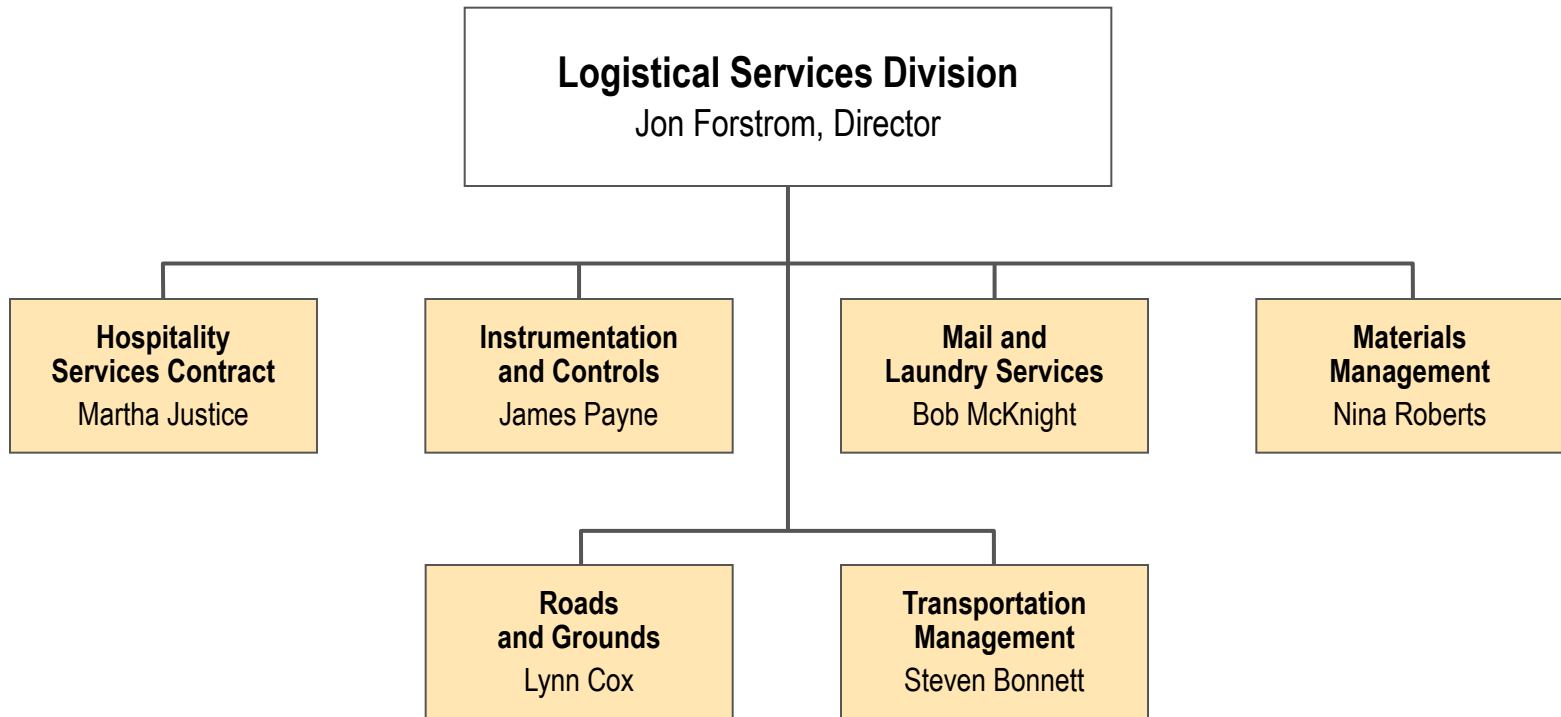 Logistical Services Division
Jon Forstrom, Director
Hospitality
Services Contract
Martha Justice
Instrumentation
and Controls
James Payne
Mail and
Laundry Services
Bob McKnight
Materials
Management
Nina Roberts
Roads
and Grounds
Lynn Cox
Transportation
Management
Steven Bonnett